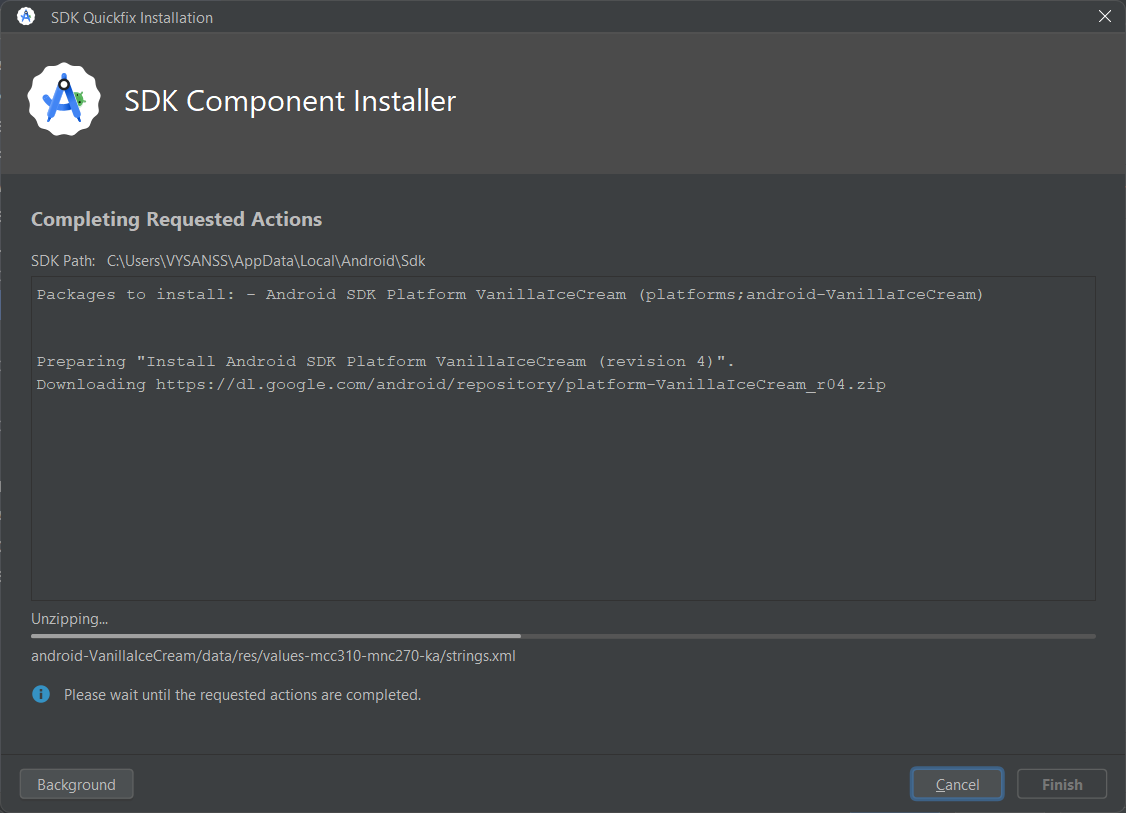 SDK Quickfix Installation
SDK Component Installer
Completing Requested Actions
SDK Path: C:\Users\VYSANSS\AppData\Local\Android\Sdk
Packages to install: - Android SDK Platform VanillaIceCream (platforms;android-VanillaIceCream)
Preparing "Install Android SDK Platform VanillaIceCream (revision 4)".
Downloading https://dl.google.com/android/repository/platform-VanillaIceCream_r04.zip
Unzipping...
android-VanillaIceCream/data/res/values-mcc310-mnc270-ka/strings.xml
Please wait until the requested actions are completed.
Background Cancel Finish